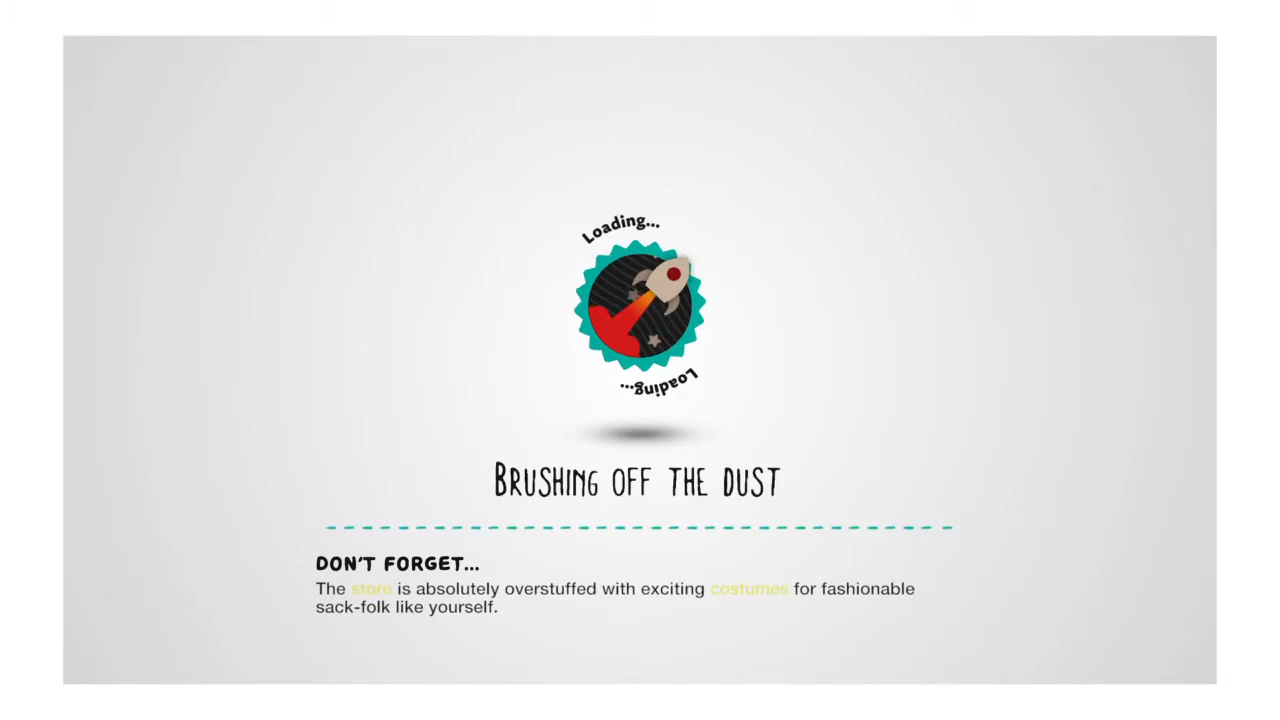 Loading...
Loading...
BRUSHING OFF THE DUST
DON'T FORGET...
The store is absolutely overstuffed with exciting costumes for fashionable
sack-folk like yourself.